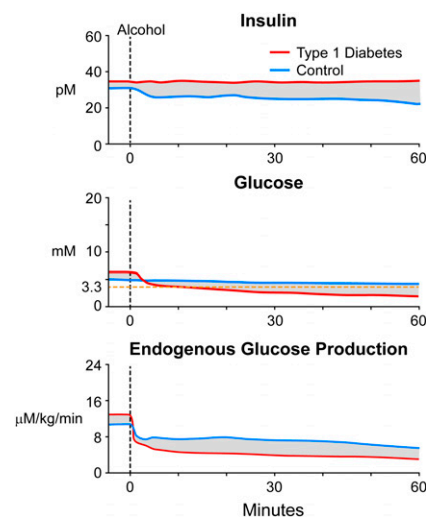 Insulin
Alcohol
Type 1 Diabetes
Control
60
40
pM
20
0
0 30 60
Glucose
20
mM
10
3.3
0
0 30 60
Endogenous Glucose Production
24
μM/kg/min
16
8
0
0 30 60
Minutes